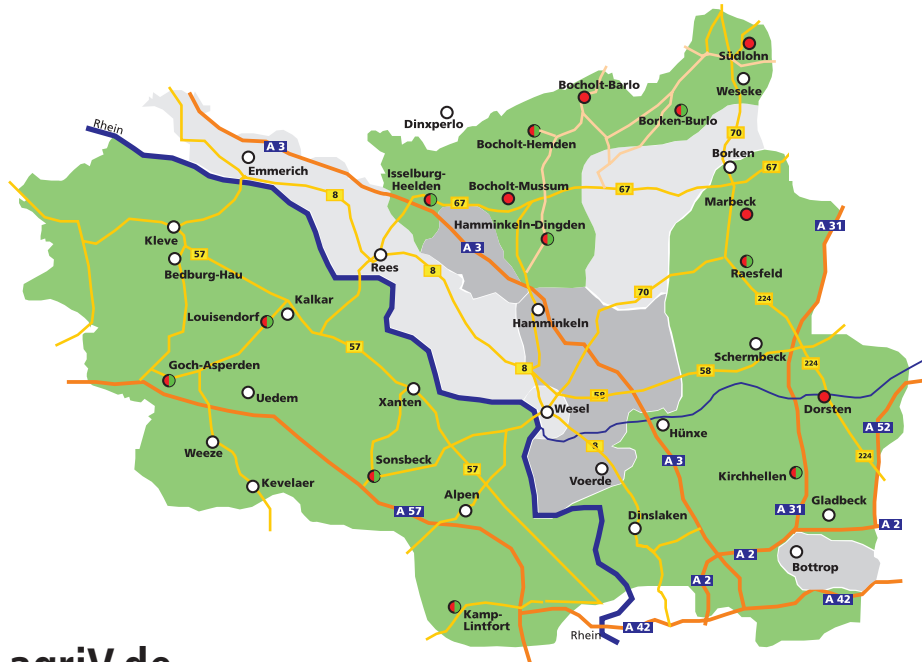 Südlohn
Weseke
Bocholt-Barlo
Dinxperlo
Borken-Burlo
Rhein
Bocholt-Hemden
70
A 3
Borken
Emmerich
67
Isselburg-
Heelden
Bocholt-Mussum
67
8
67
Marbeck
Hamminkeln-Dingden
A 31
Kleve
A 3
57
Rees
8
Bedburg-Hau
Raesfeld
70
224
Kalkar
Louisendorf
Hamminkeln
57
Schermbeck
Goch-Asperden
8
58
224
Uedem
Xanten
58
Wesel
Dorsten
A 52
Hünxe
Weeze
8
224
Sonsbeck
A 3
57
Kirchhellen
Voerde
Kevelaer
Alpen
Gladbeck
A 57
A 31
Dinslaken
A 2
A 2
Bottrop
A 2
A 42
Kamp-
Lintfort
A 42
Rhein